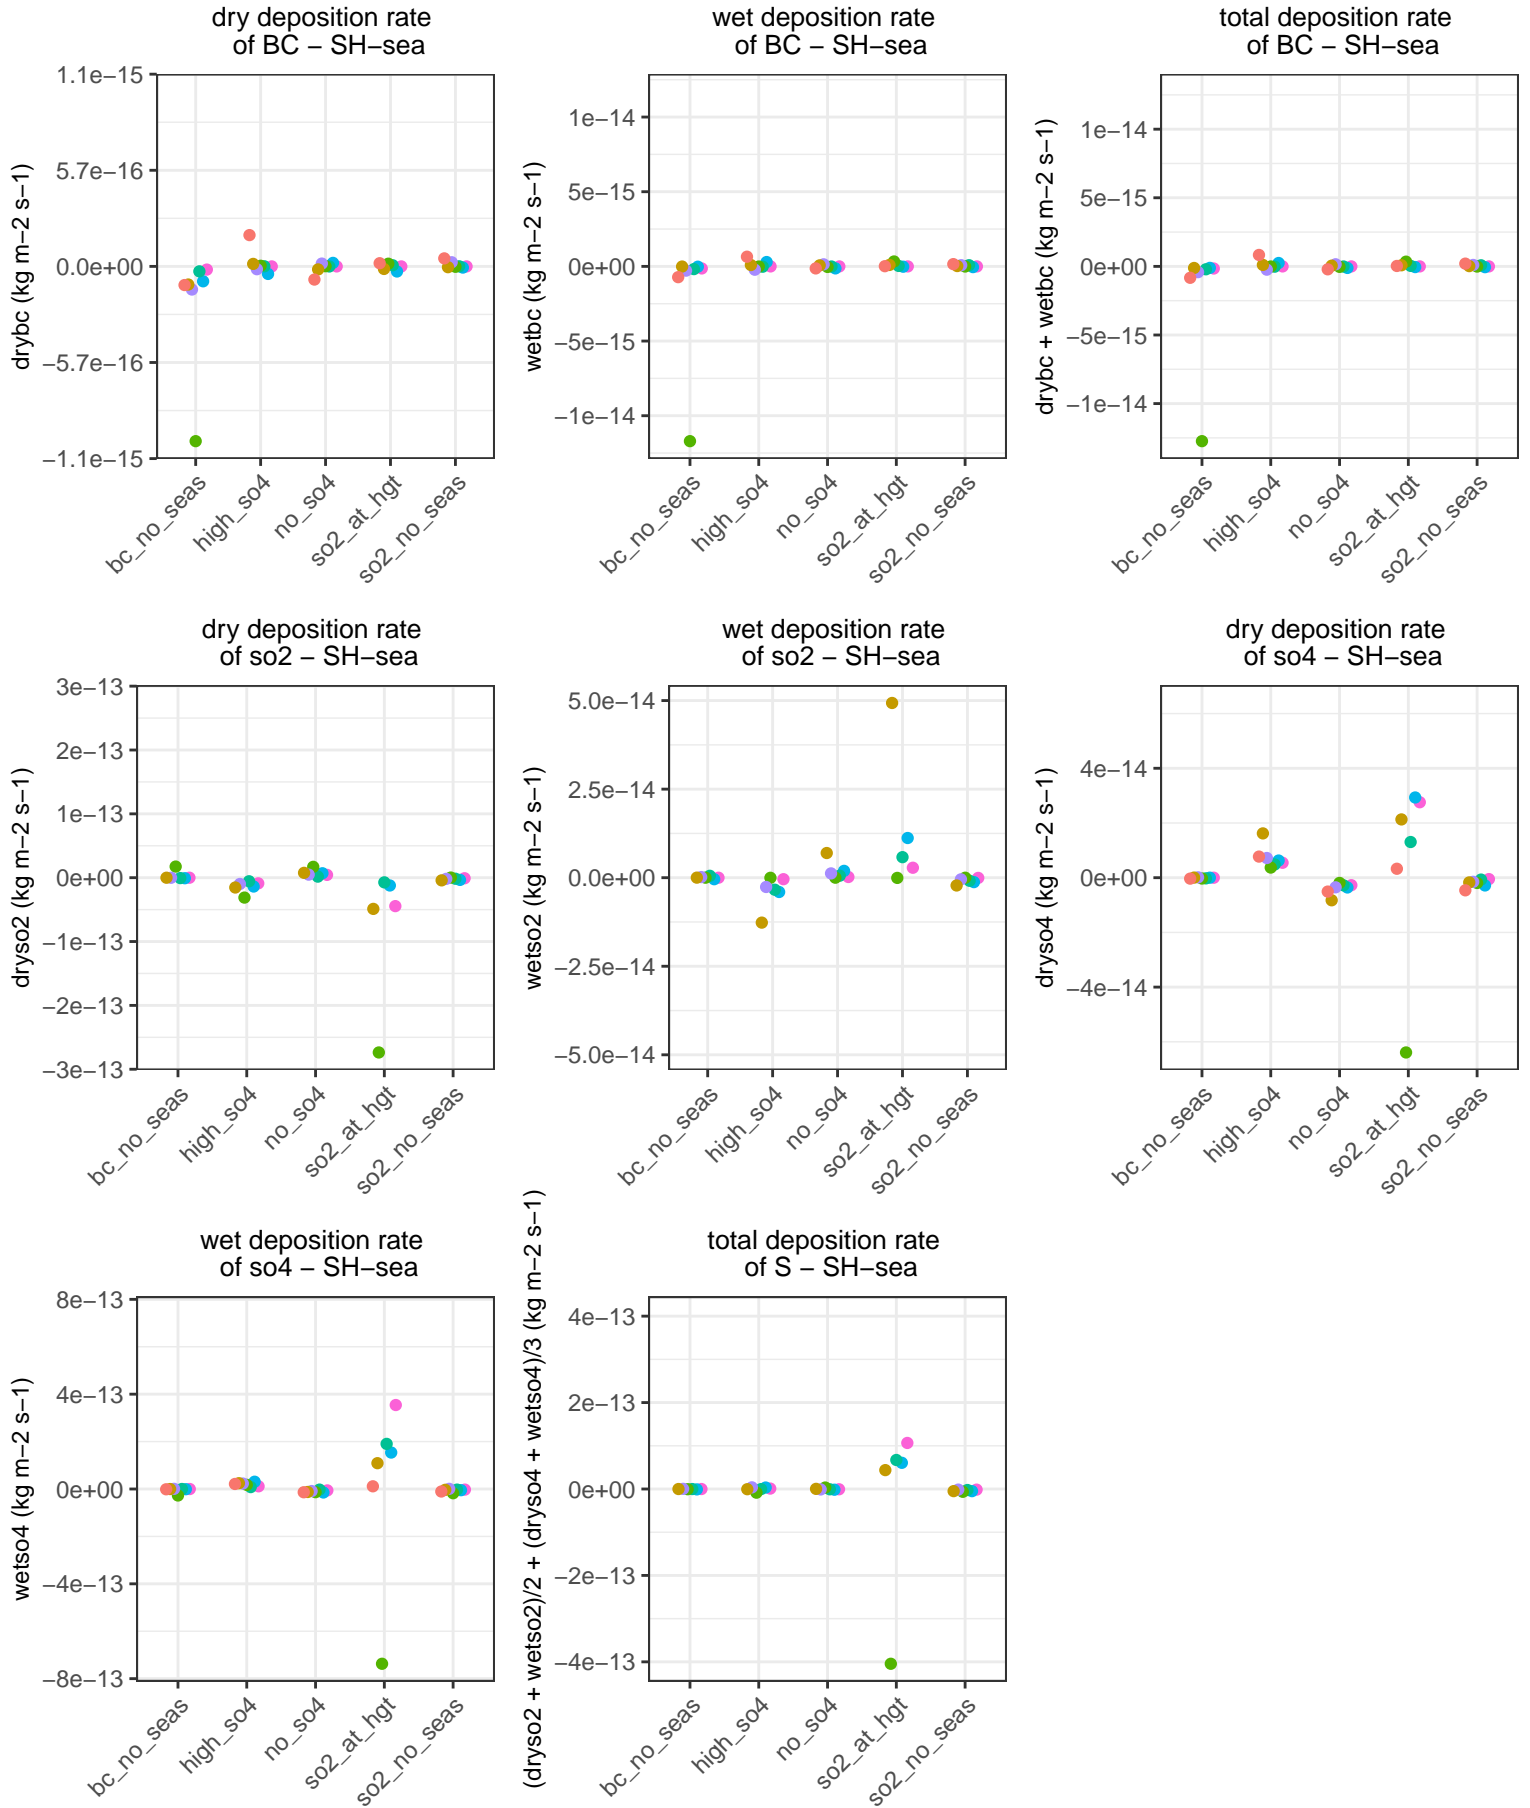 dry deposition rate
of BC − SH−sea
drybc (kg m−2 s−1)
1.1e−15
5.7e−16
0.0e+00
−5.7e−16
−1.1e−15
bc_no_seas
high_so4
no_so4
so2_at_hgt
so2_no_seas
wet deposition rate
of BC − SH−sea
wetbc (kg m−2 s−1)
1e−14
5e−15
0e+00
−5e−15
−1e−14
bc_no_seas
high_so4
no_so4
so2_at_hgt
so2_no_seas
total deposition rate
of BC − SH−sea
drybc + wetbc (kg m−2 s−1)
1e−14
5e−15
0e+00
−5e−15
−1e−14
bc_no_seas
high_so4
no_so4
so2_at_hgt
so2_no_seas
dry deposition rate
of so2 − SH−sea
dryso2 (kg m−2 s−1)
3e−13
2e−13
1e−13
0e+00
−1e−13
−2e−13
−3e−13
bc_no_seas
high_so4
no_so4
so2_at_hgt
so2_no_seas
wet deposition rate
of so2 − SH−sea
wetso2 (kg m−2 s−1)
5.0e−14
2.5e−14
0.0e+00
−2.5e−14
−5.0e−14
bc_no_seas
high_so4
no_so4
so2_at_hgt
so2_no_seas
dry deposition rate
of so4 − SH−sea
dryso4 (kg m−2 s−1)
4e−14
0e+00
−4e−14
bc_no_seas
high_so4
no_so4
so2_at_hgt
so2_no_seas
wet deposition rate
of so4 − SH−sea
wetso4 (kg m−2 s−1)
8e−13
4e−13
0e+00
−4e−13
−8e−13
bc_no_seas
high_so4
no_so4
so2_at_hgt
so2_no_seas
total deposition rate
of S − SH−sea
(dryso2 + wetso2)/2 + (dryso4 + wetso4)/3 (kg m−2 s−1)
4e−13
2e−13
0e+00
−2e−13
−4e−13
bc_no_seas
high_so4
no_so4
so2_at_hgt
so2_no_seas